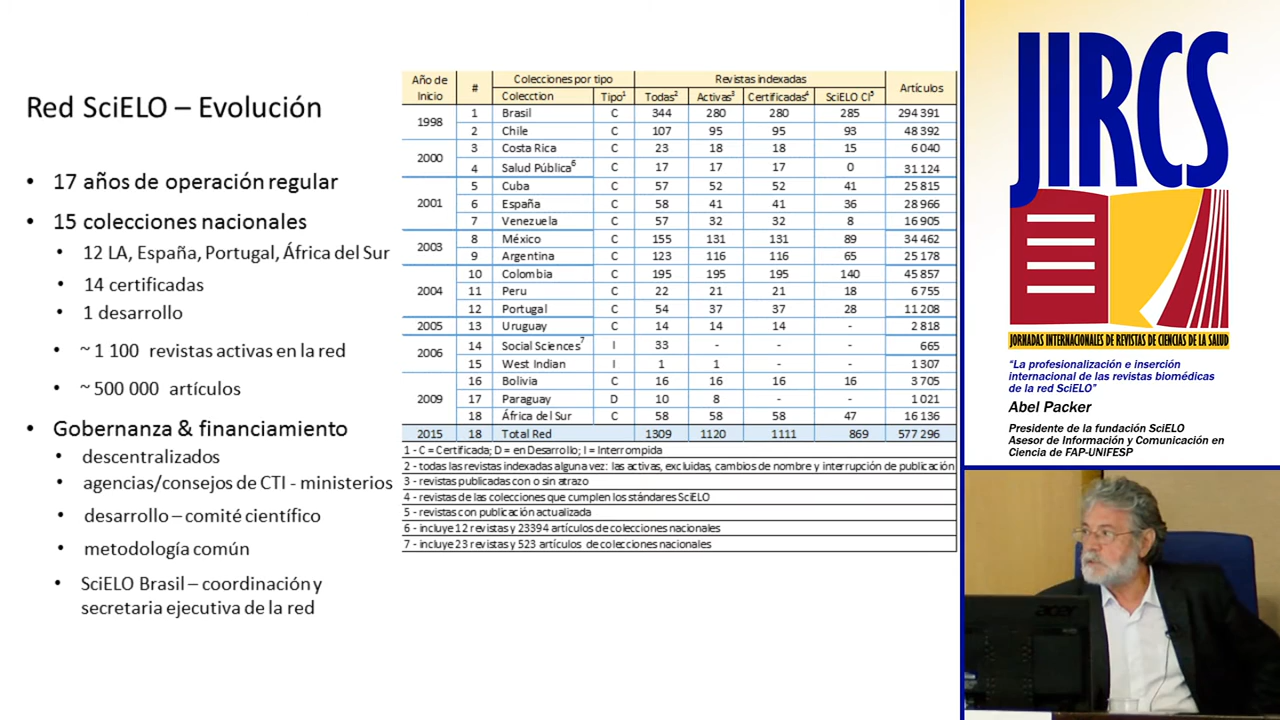 Red SciELO – Evolución
• 17 años de operación regular
• 15 colecciones nacionales
• 12 LA, España, Portugal, África del Sur
• 14 certificadas
• 1 desarrollo
• ~ 1 100 revistas activas en la red
• ~ 500 000 artículos
• Gobernanza & financiamiento
• descentralizados
• agencias/consejos de CTI - ministerios
• desarrollo – comité científico
• metodología común
• SciELO Brasil – coordinación y
secretaria ejecutiva de la red
Año de Inicio # Colecciones por tipo Revistas indexadas Artículos
Colecction Tipo1 Todas2 Activas3 Certificadas4 SciELO CI5
1998 1 Brasil C 344 280 280 285 294 391
2 Chile C 107 95 95 93 48 392
2000 3 Costa Rica C 23 18 18 15 6 040
4 Salud Pública6 C 17 17 17 0 31 124
2001 5 Cuba C 57 52 52 41 25 815
6 España C 58 41 41 36 28 966
7 Venezuela C 57 32 32 8 16 905
2003 8 México C 155 131 131 89 34 462
9 Argentina C 123 116 116 65 25 178
2004 10 Colombia C 195 195 195 140 45 857
11 Peru C 22 21 21 18 6 755
12 Portugal C 54 37 37 28 11 208
2005 13 Uruguay C 14 14 14 - 2 818
2006 14 Social Sciences7 I 33 - - - 665
15 West Indian I 1 1 - - 1 307
2009 16 Bolivia C 16 16 16 16 3 705
17 Paraguay D 10 8 - - 1 021
18 África del Sur C 58 58 58 47 16 136
2015 18 Total Red 1309 1120 1111 869 577 296
1 - C = Certificada; D = en Desarrollo; I = Interrompida
2 - todas las revistas indexadas alguna vez: las activas, excluidas, cambios de nombre y interrupción de publicación
3 - revistas publicadas con o sin atrazo
4 - revistas de las colecciones que cumplen los stándares SciELO
5 - revistas con publicación actualizada
6 - incluye 12 revistas y 23394 artículos de colecciones nacionales
7 - incluye 23 revistas y 523 artículos de colecciones nacionales
JIRCS
JORNADAS INTERNACIONALES DE REVISTAS DE CIENCIAS DE LA SALUD
“La profesionalización e inserción
internacional de las revistas biomédicas
de la red SciELO”
Abel Packer
Presidente de la fundación SciELO
Asesor de Información y Comunicación en
Ciencia de FAP-UNIFESP
acer